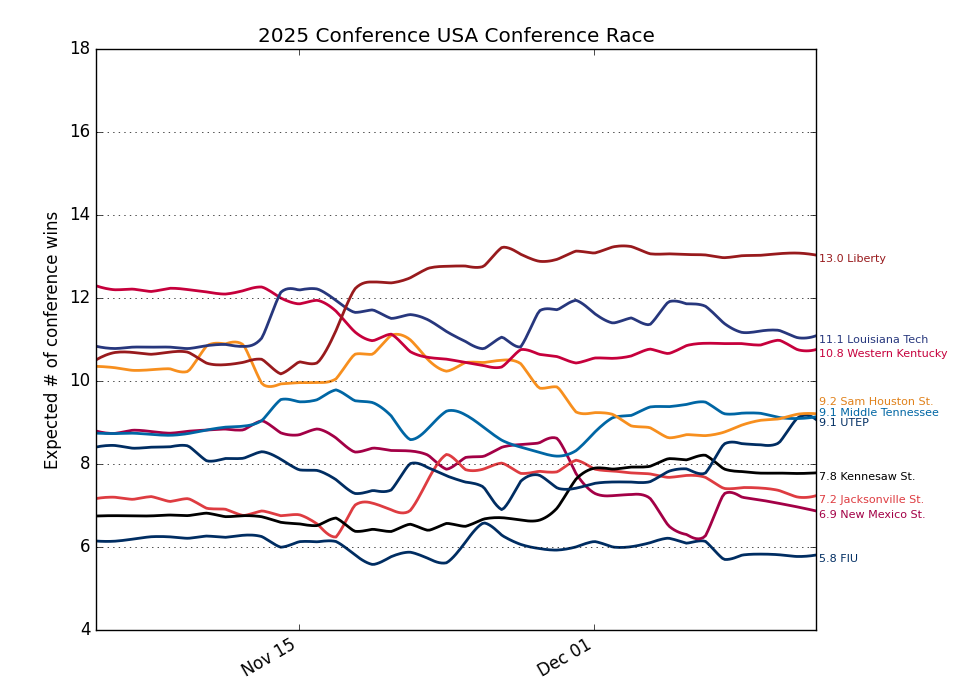 2025 Conference USA Conference Race
Expected # of conference wins
18
16
14
12
10
8
6
4
Nov 15
Dec 01
13.0 Liberty
11.1 Louisiana Tech
10.8 Western Kentucky
9.2 Sam Houston St.
9.1 Middle Tennessee
9.1 UTEP
7.8 Kennesaw St.
7.2 Jacksonville St.
6.9 New Mexico St.
5.8 FIU